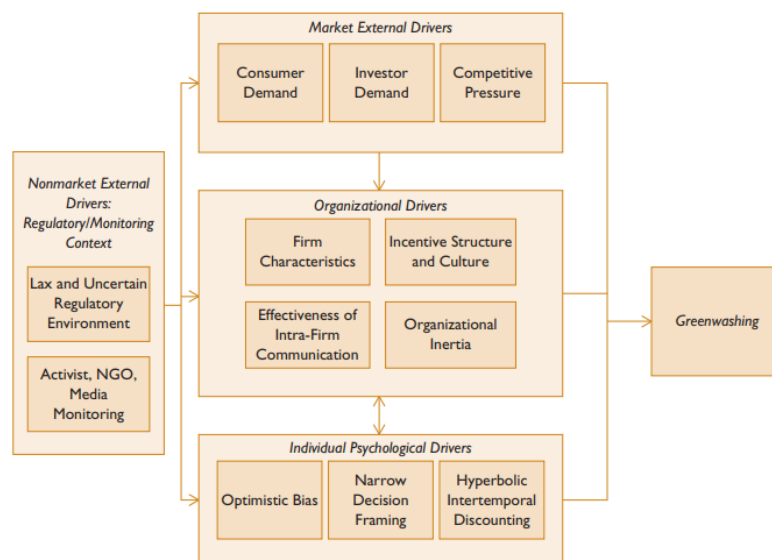 Market External Drivers
Consumer
Demand
Investor
Demand
Competitive
Pressure
Nonmarket External
Drivers:
Regulatory/Monitoring
Context
Lax and Uncertain
Regulatory
Environment
Activist, NGO,
Media
Monitoring
Organizational Drivers
Firm
Characteristics
Incentive Structure
and Culture
Effectiveness of
Intra-Firm
Communication
Organizational
Inertia
Individual Psychological Drivers
Optimistic Bias
Narrow
Decision
Framing
Hyperbolic
Intertemporal
Discounting
Greenwashing